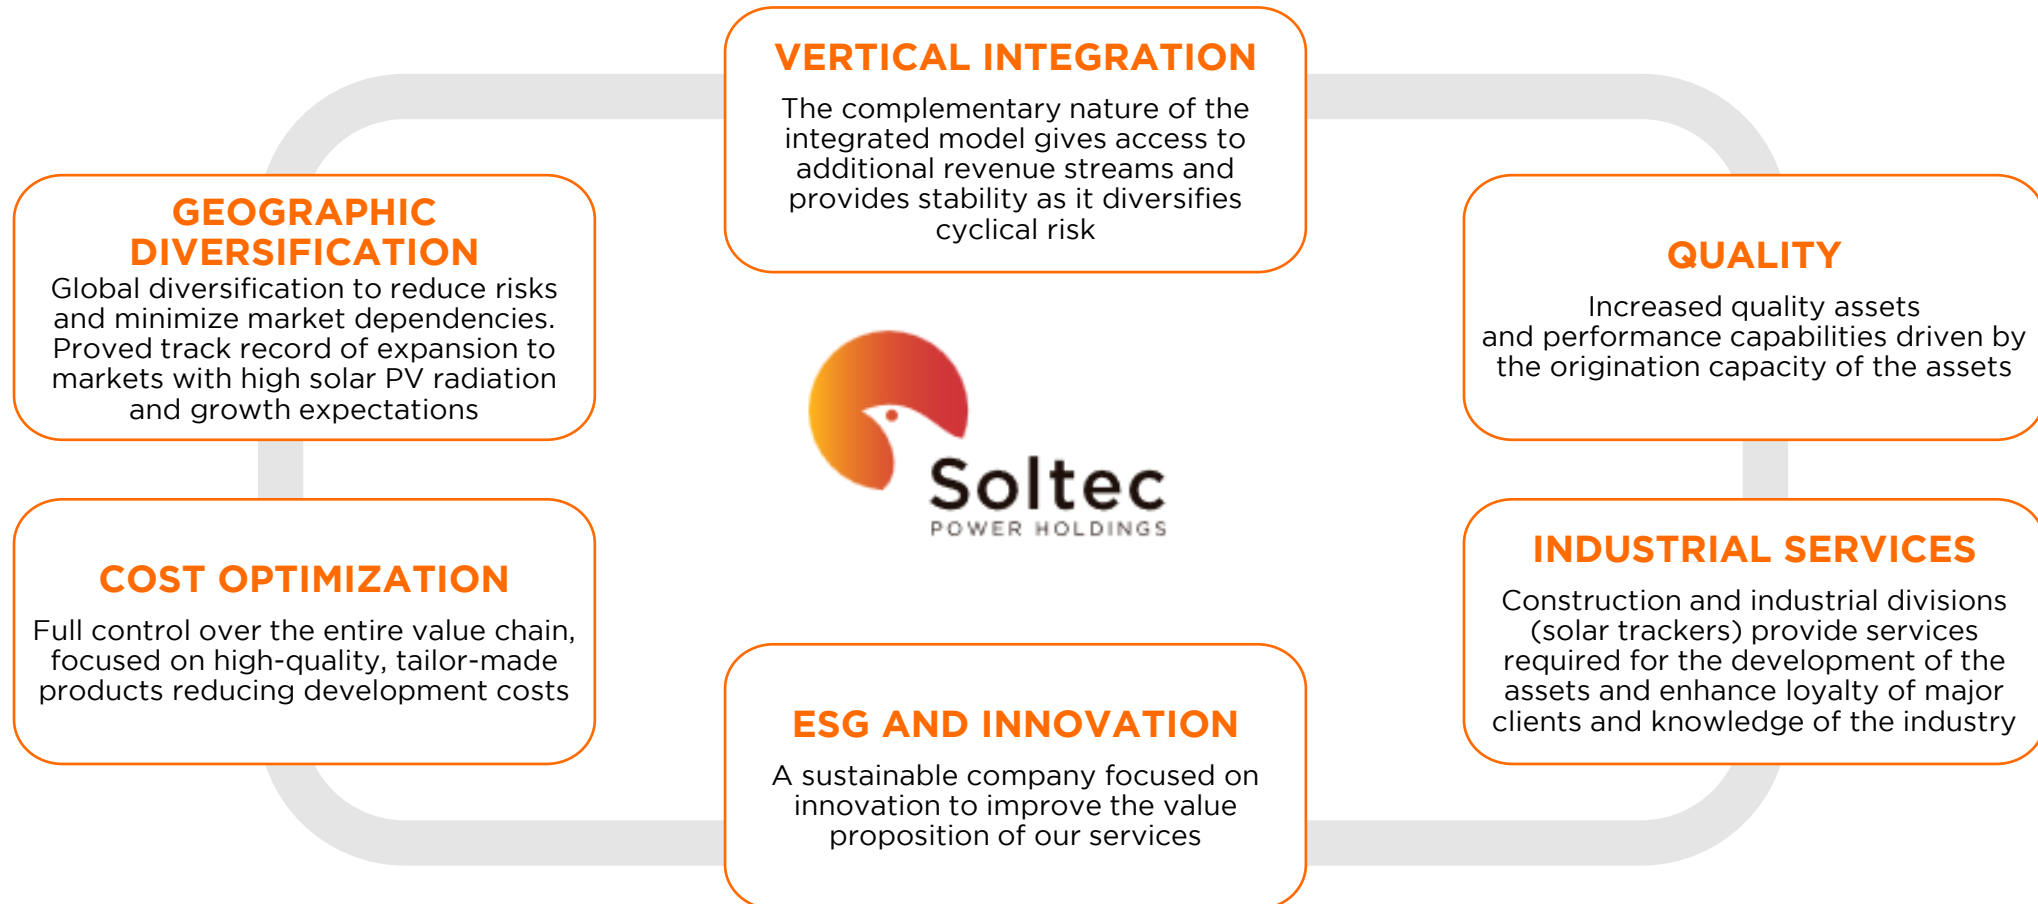 VERTICAL INTEGRATION
The complementary nature of the
integrated model gives access to
additional revenue streams and
provides stability as it diversifies
cyclical risk
GEOGRAPHIC
DIVERSIFICATION
Global diversification to reduce risks
and minimize market dependencies.
Proved track record of expansion to
markets with high solar PV radiation
and growth expectations
QUALITY
Increased quality assets
and performance capabilities driven by
the origination capacity of the assets
Soltec
POWER HOLDINGS
COST OPTIMIZATION
Full control over the entire value chain,
focused on high-quality, tailor-made
products reducing development costs
INDUSTRIAL SERVICES
Construction and industrial divisions
(solar trackers) provide services
required for the development of the
assets and enhance loyalty of major
clients and knowledge of the industry
ESG AND INNOVATION
A sustainable company focused on
innovation to improve the value
proposition of our services